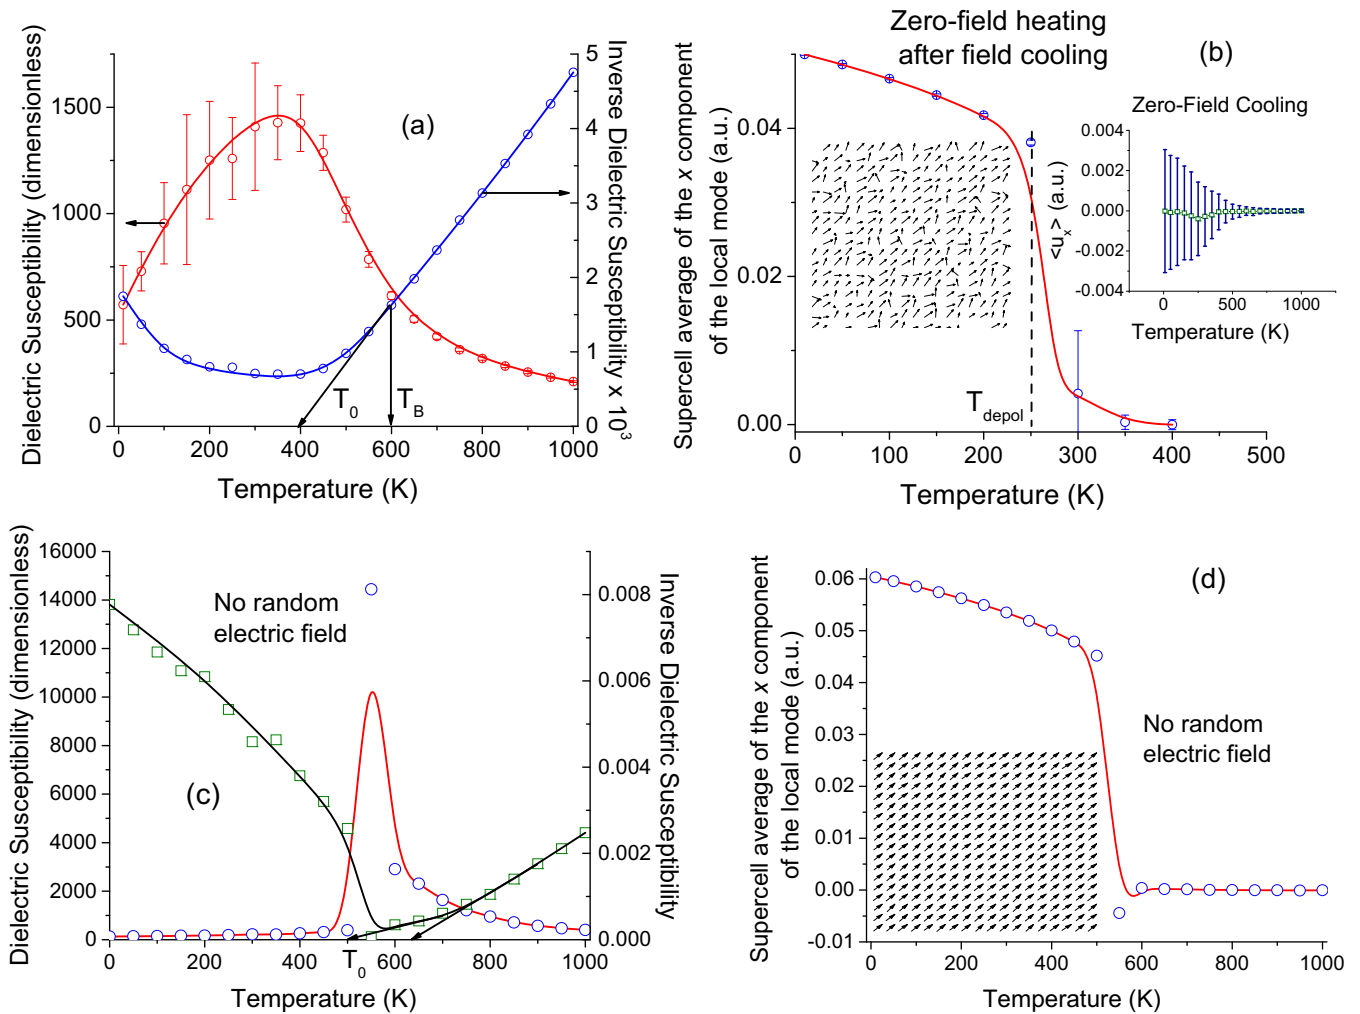 (a)
Dielectric Susceptibility (dimensionless)
1500
1000
500
0
Inverse Dielectric Susceptibility x 10³
5
4
3
2
1
0
T₀
T_B
0 200 400 600 800 1000
Temperature (K)
Zero-field heating
after field cooling
(b)
Supercell average of the x component
of the local mode (a.u.)
0.04
0.02
0.00
T_depol
0 100 200 300 400 500
Temperature (K)
Zero-Field Cooling
<u_x> (a.u.)
0.004
0.002
0.000
-0.002
-0.004
0 500 1000
Temperature (K)
(c)
No random
electric field
Dielectric Susceptibility (dimensionless)
16000
14000
12000
10000
8000
6000
4000
2000
0
Inverse Dielectric Susceptibility
0.008
0.006
0.004
0.002
0.000
T₀
0 200 400 600 800 1000
Temperature (K)
(d)
No random
electric field
Supercell average of the x component
of the local mode (a.u.)
0.06
0.05
0.04
0.03
0.02
0.01
0.00
-0.01
0 200 400 600 800 1000
Temperature (K)